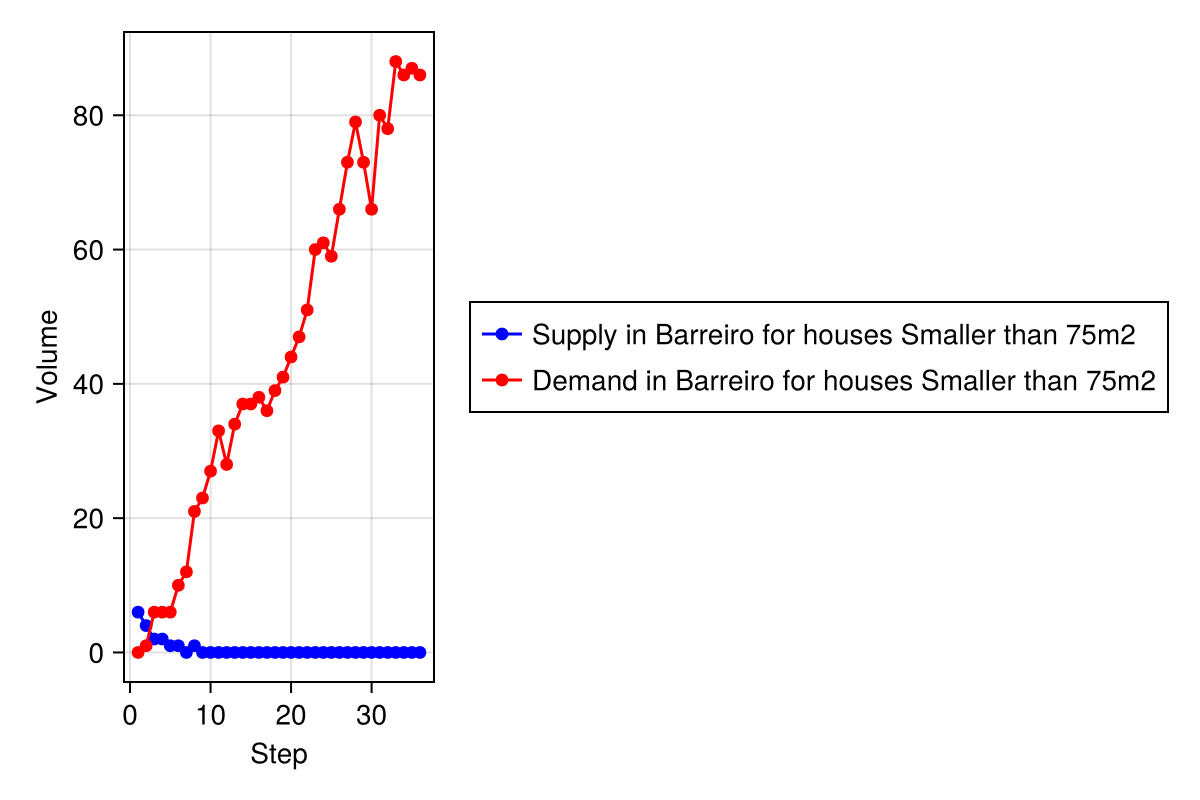 80
60
40
20
0
Volume
0 10 20 30
Step
Supply in Barreiro for houses Smaller than 75m2
Demand in Barreiro for houses Smaller than 75m2